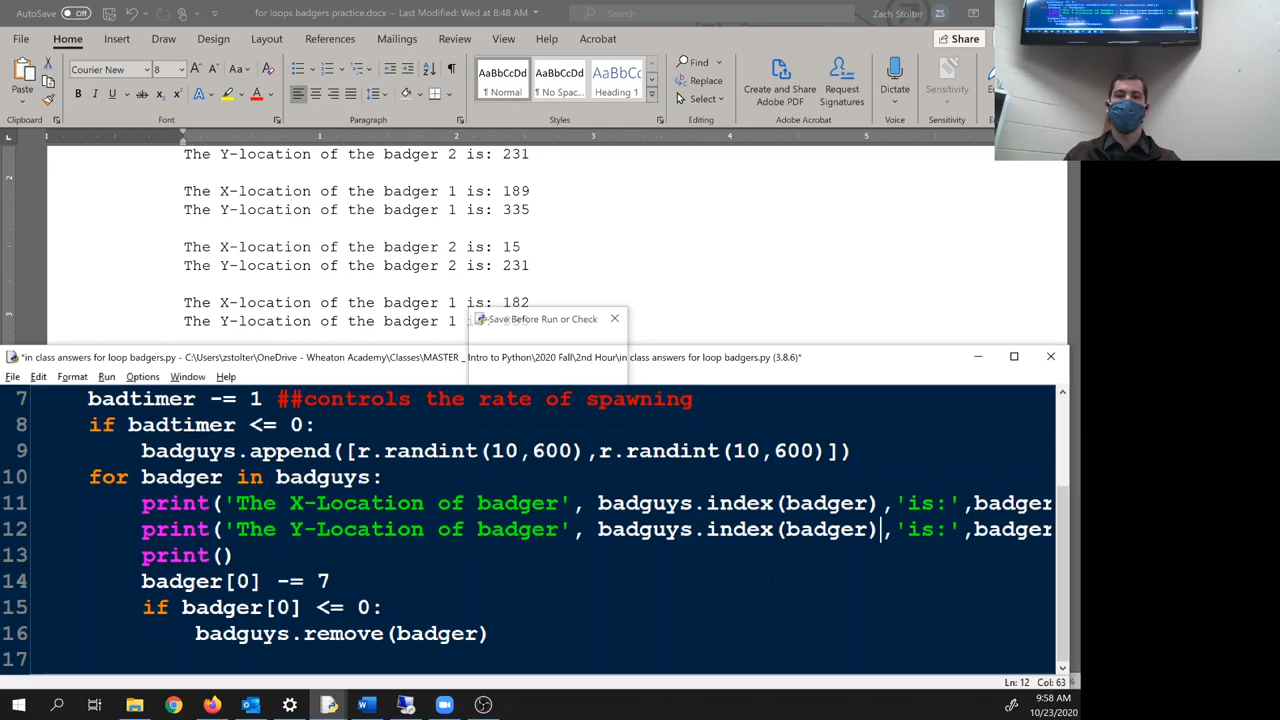 AutoSave Off for loops badgers practice - Last Modified: Wed at 8:48 AM Zach Stolter ZS
File Insert Draw Design Layout References Mailings Review View Help Acrobat Share
Paste Courier New 8 Aa Find Replace Select
AaBbCcDd AaBbCcDd AaBbCcD
¶ Normal ¶ No Spac... Heading 1
Create and Share Adobe PDF Request Signatures Dictate Sensitivity
Clipboard Font Paragraph Styles Adobe Acrobat Voice Sensitivity
The Y-location of the badger 2 is: 231
The X-location of the badger 1 is: 189
The Y-location of the badger 1 is: 335
The X-location of the badger 2 is: 15
The Y-location of the badger 2 is: 231
The X-location of the badger 1 is: 182
The Y-location of the badger 1
Save Before Run or Check
*in class answers for loop badgers.py - C:\Users\zstolter\OneDrive - Wheaton Academy\Classes\MASTER _ Intro to Python\2020 Fall\2nd Hour\in class answers for loop badgers.py (3.8.6)*
File Edit Format Run Options Window Help
7 badtimer -= 1 ##controls the rate of spawning
8 if badtimer <= 0:
9 badguys.append([r.randint(10,600),r.randint(10,600)])
10 for badger in badguys:
11 print('The X-Location of badger', badguys.index(badger),'is:',badger
12 print('The Y-Location of badger', badguys.index(badger),'is:',badger
13 print()
14 badger[0] -= 7
15 if badger[0] <= 0:
16 badguys.remove(badger)
17
Ln: 12 Col: 63
9:58 AM
10/23/2020